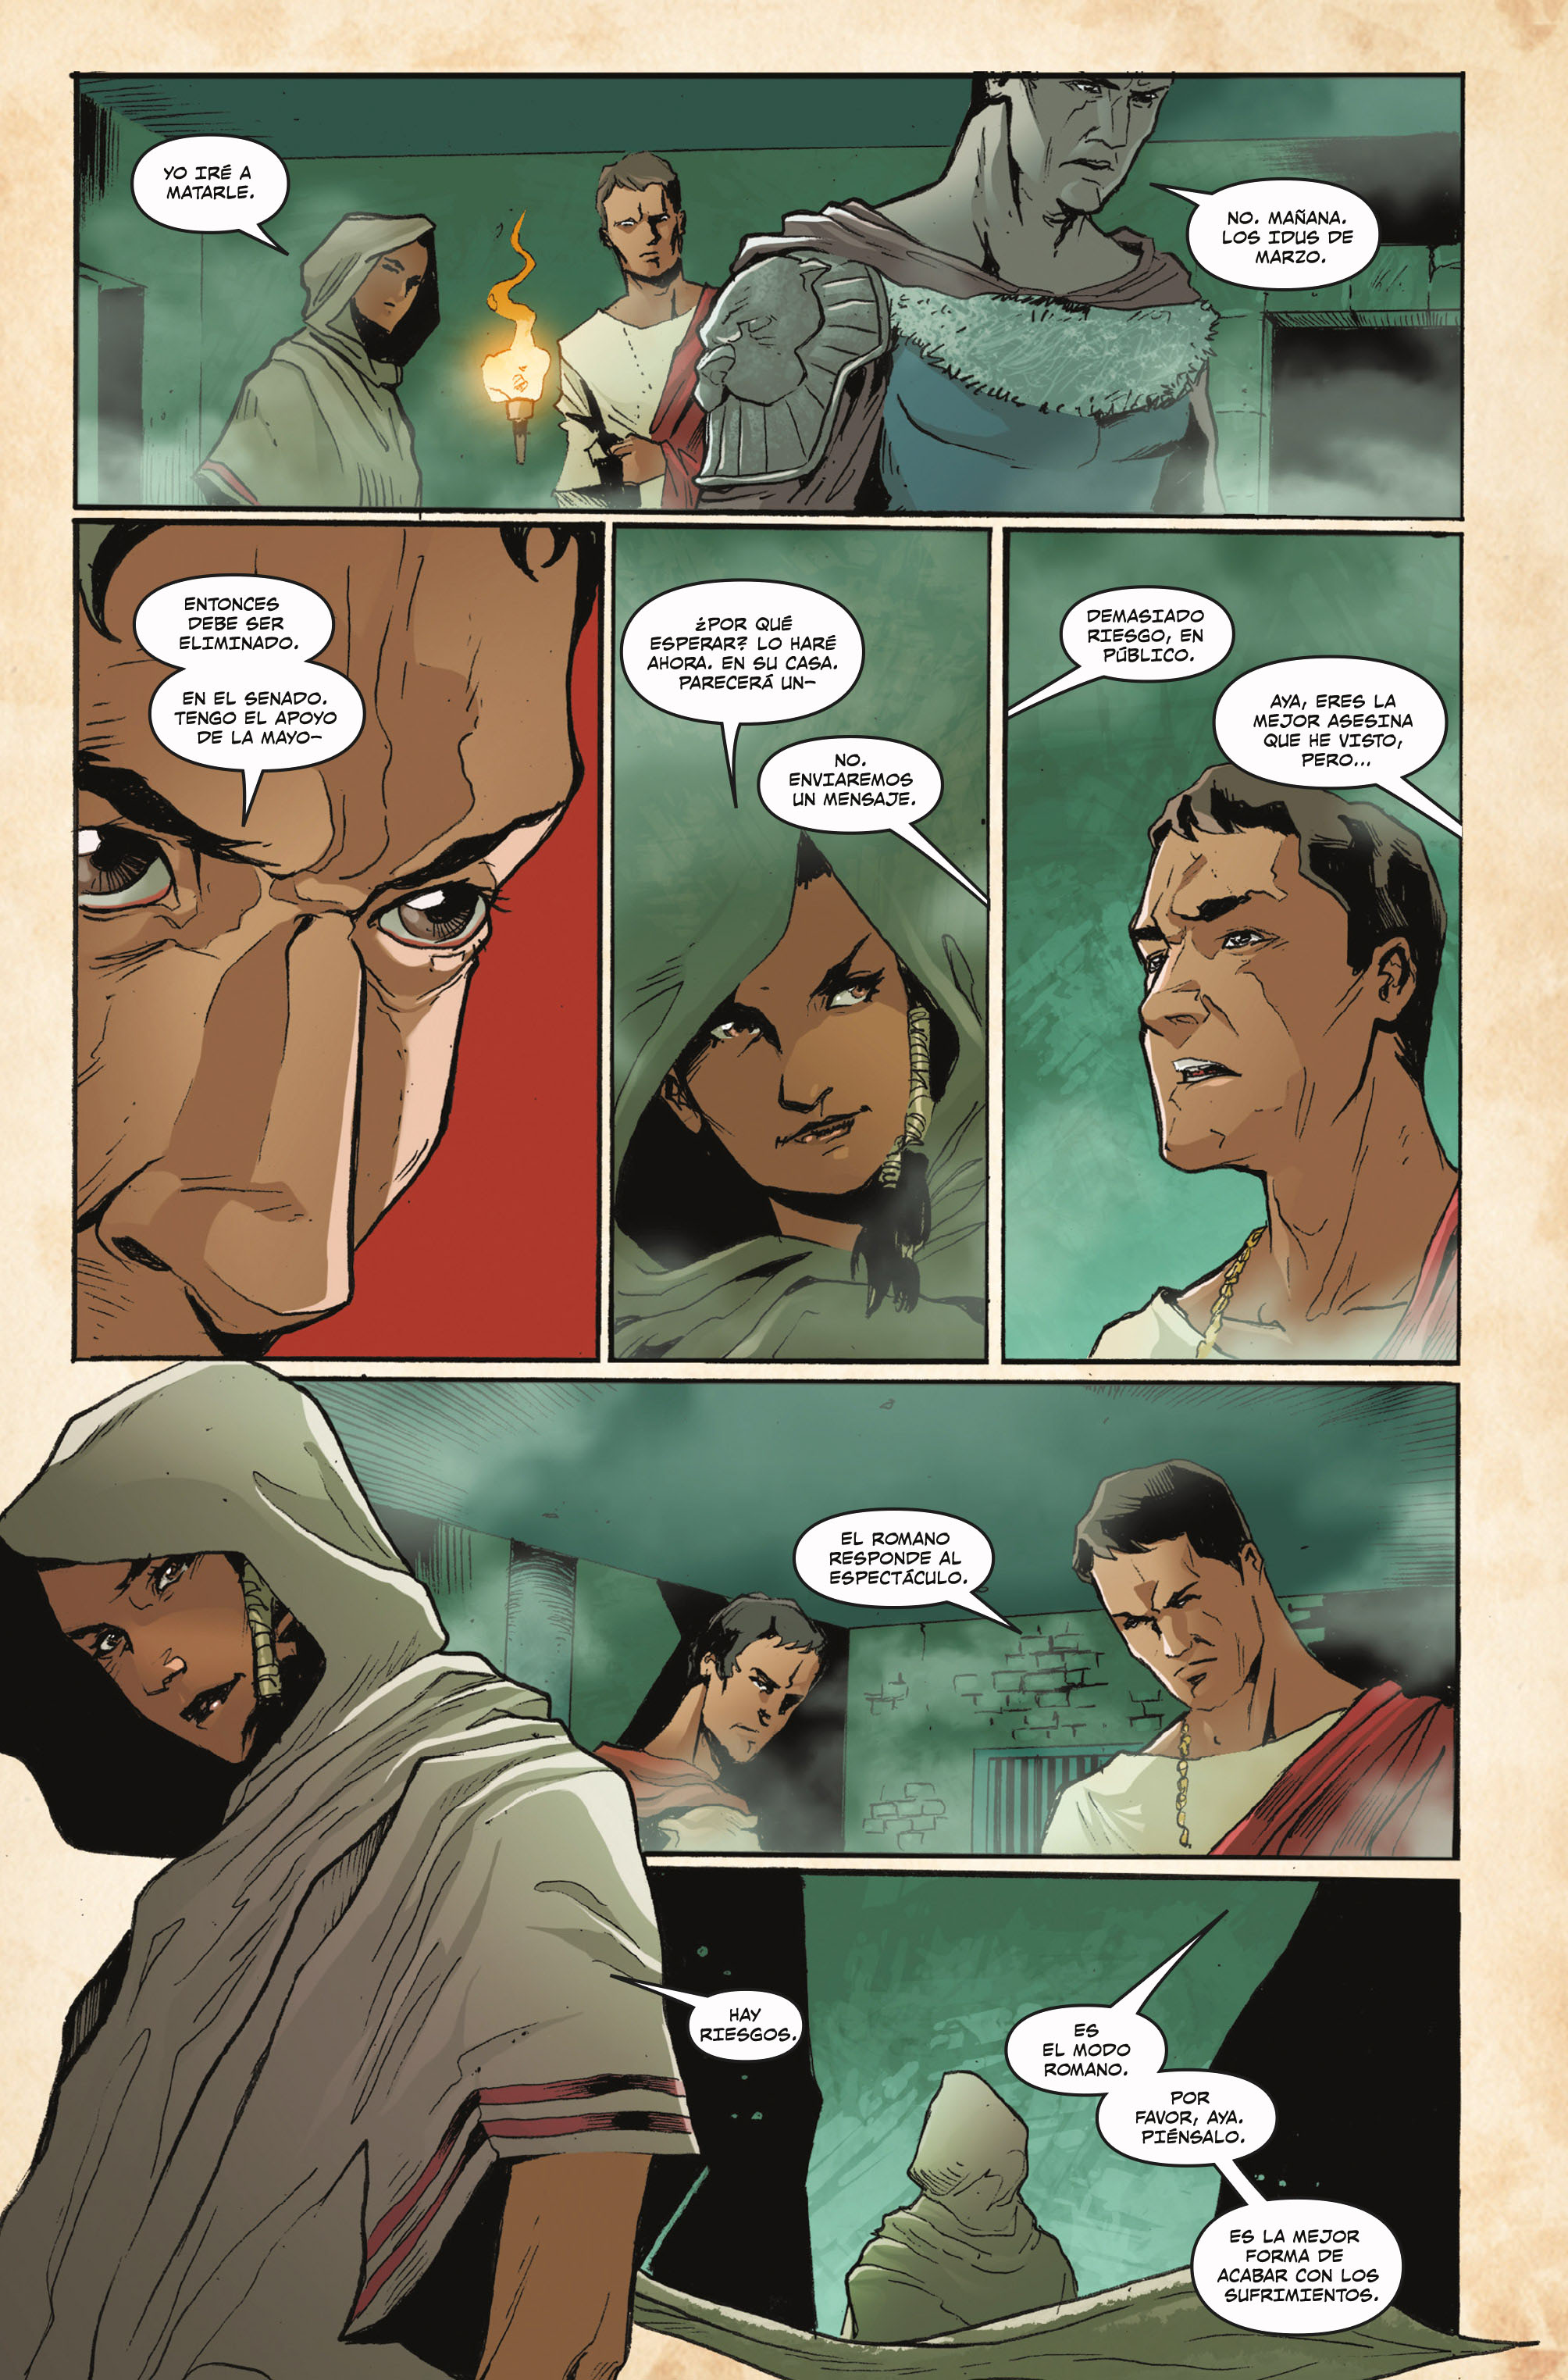 YO IRÉ A
MATARLE.
NO. MAÑANA.
LOS IDUS DE
MARZO.
ENTONCES
DEBE SER
ELIMINADO.
EN EL SENADO.
TENGO EL APOYO
DE LA MAYO–
¿POR QUÉ
ESPERAR? LO HARÉ
AHORA. EN SU CASA.
PARECERÁ UN–
NO.
ENVIAREMOS
UN MENSAJE.
DEMASIADO
RIESGO, EN
PÚBLICO.
AYA, ERES LA
MEJOR ASESINA
QUE HE VISTO,
PERO...
EL ROMANO
RESPONDE AL
ESPECTÁCULO.
HAY
RIESGOS.
ES
EL MODO
ROMANO.
POR
FAVOR, AYA.
PIÉNSALO.
ES LA MEJOR
FORMA DE
ACABAR CON LOS
SUFRIMIENTOS.